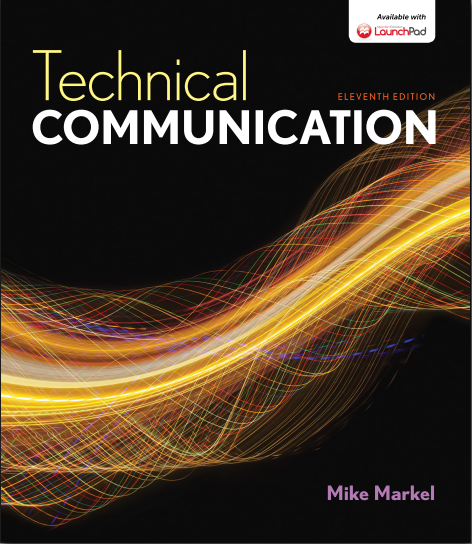 Available with
LaunchPad
Technical
ELEVENTH EDITION
COMMUNICATION
Mike Markel